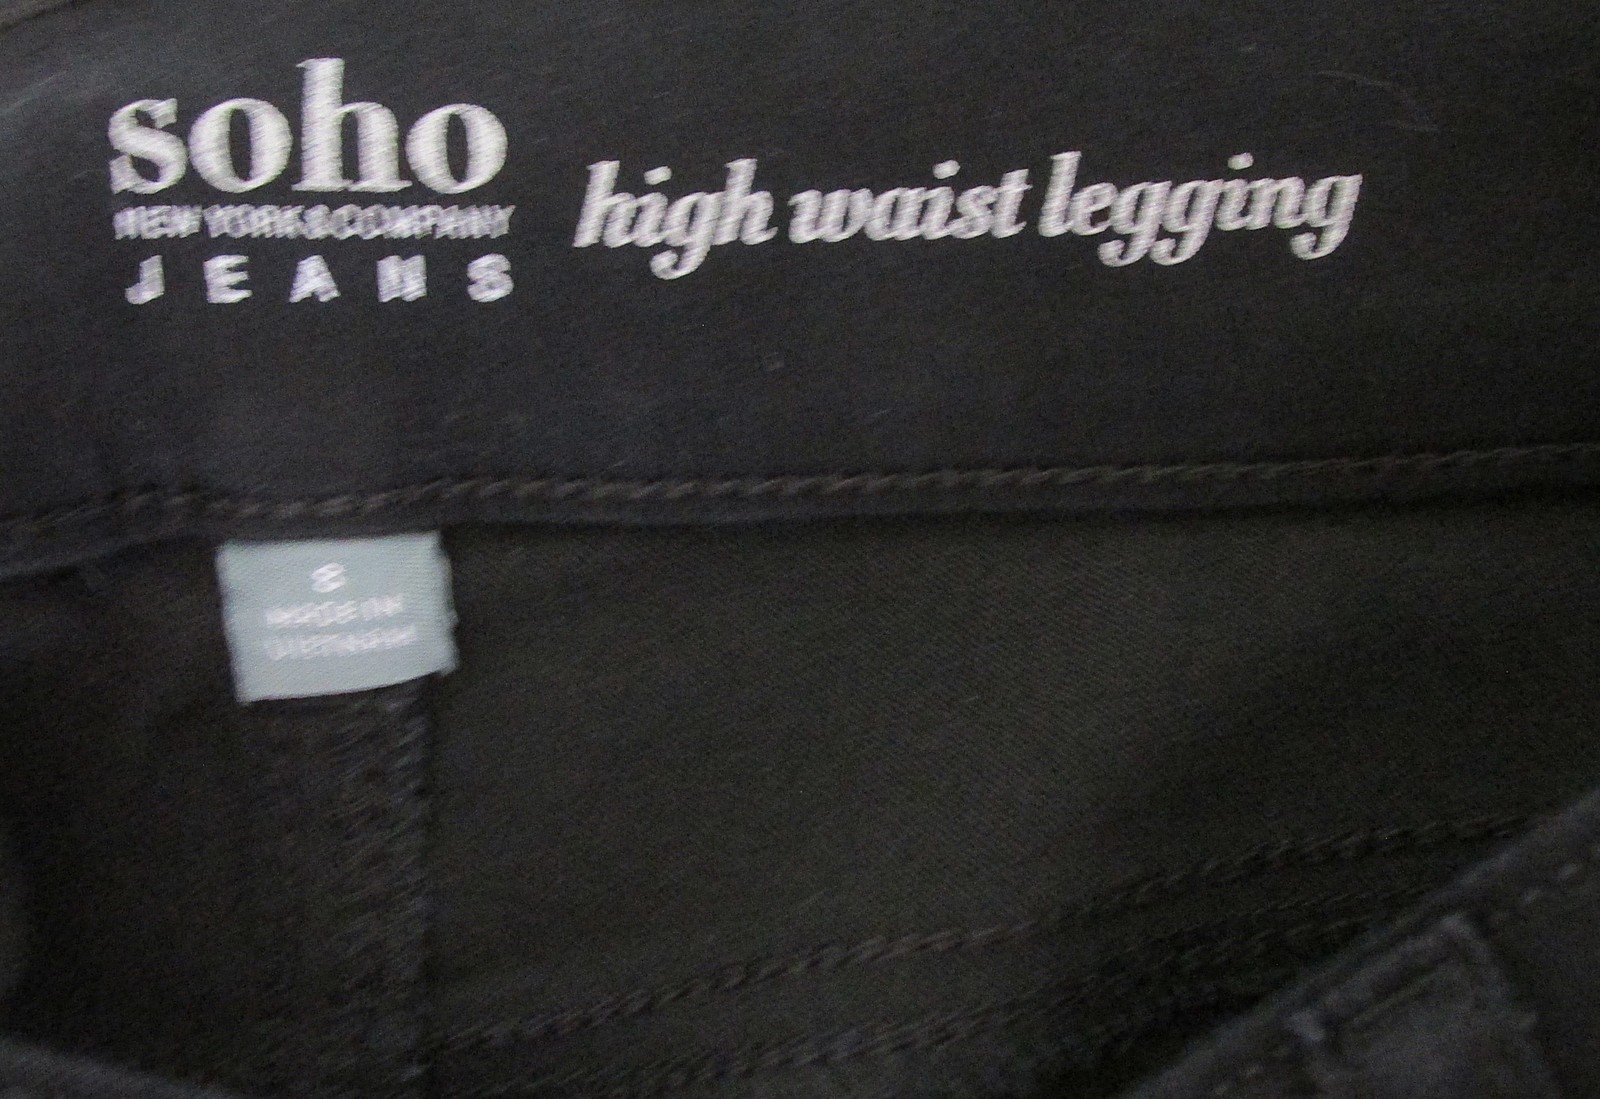 soho
NEW YORK & COMPANY
JEANS
high waist legging
8
MADE IN
VIETNAM